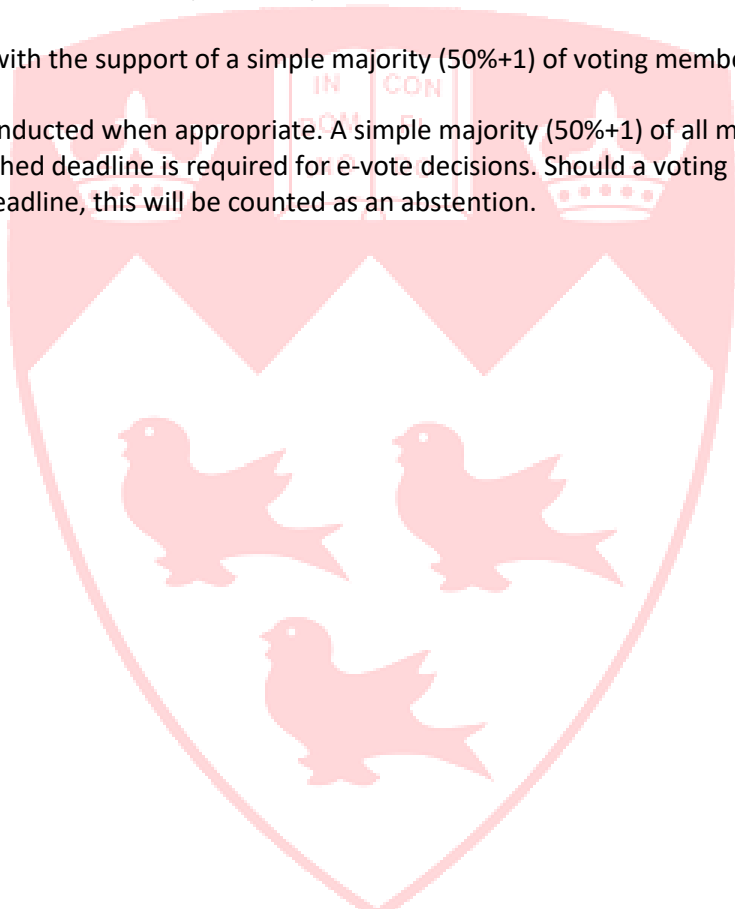 with the support of a simple majority (50%+1) of voting membe
IN CON
nducted when appropriate. A simple majority (50%+1) of all m
hed deadline is required for e-vote decisions. Should a voting
eadline, this will be counted as an abstention.